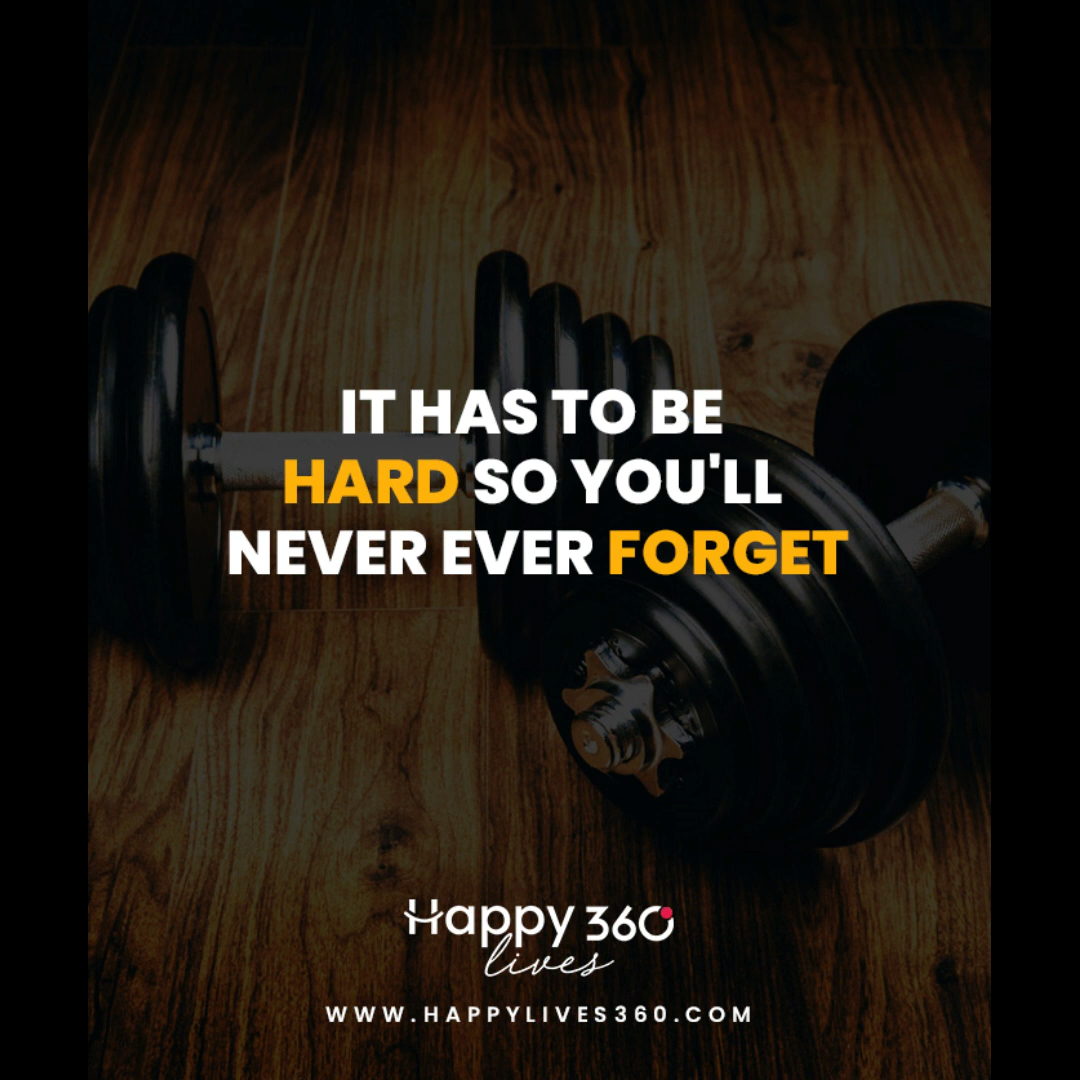 IT HAS TO BE
HARD SO YOU'LL
NEVER EVER FORGET
Happy 360
lives
WWW.HAPPYLIVES360.COM